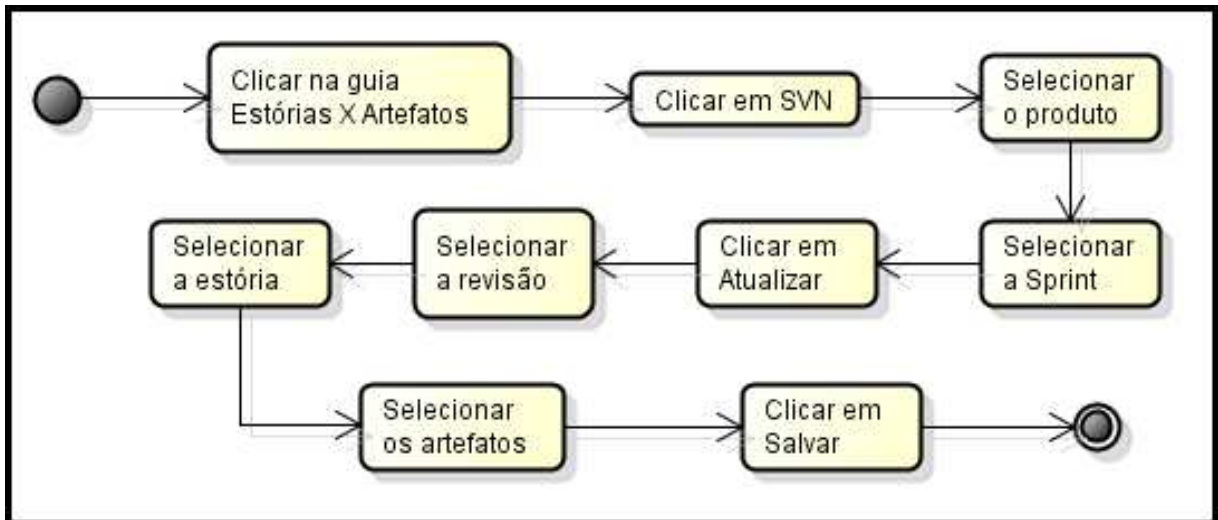 Clicar na guia
Estórias X Artefatos
Clicar em SVN
Selecionar
o produto
Selecionar
a Sprint
Clicar em
Atualizar
Selecionar
a revisão
Selecionar
a estória
Selecionar
os artefatos
Clicar em
Salvar